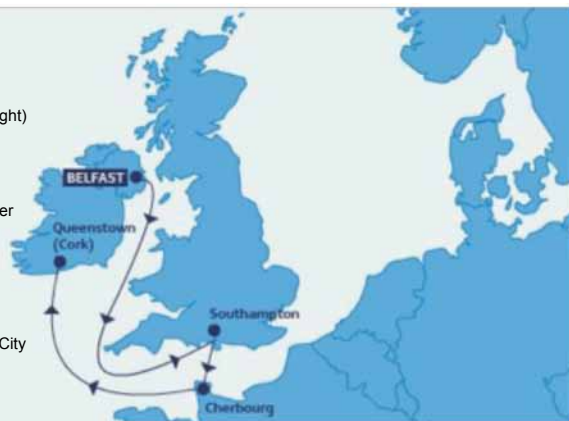 ght)
BELFAST
er
Queenstown
(Cork)
Southampton
City
Cherbourg